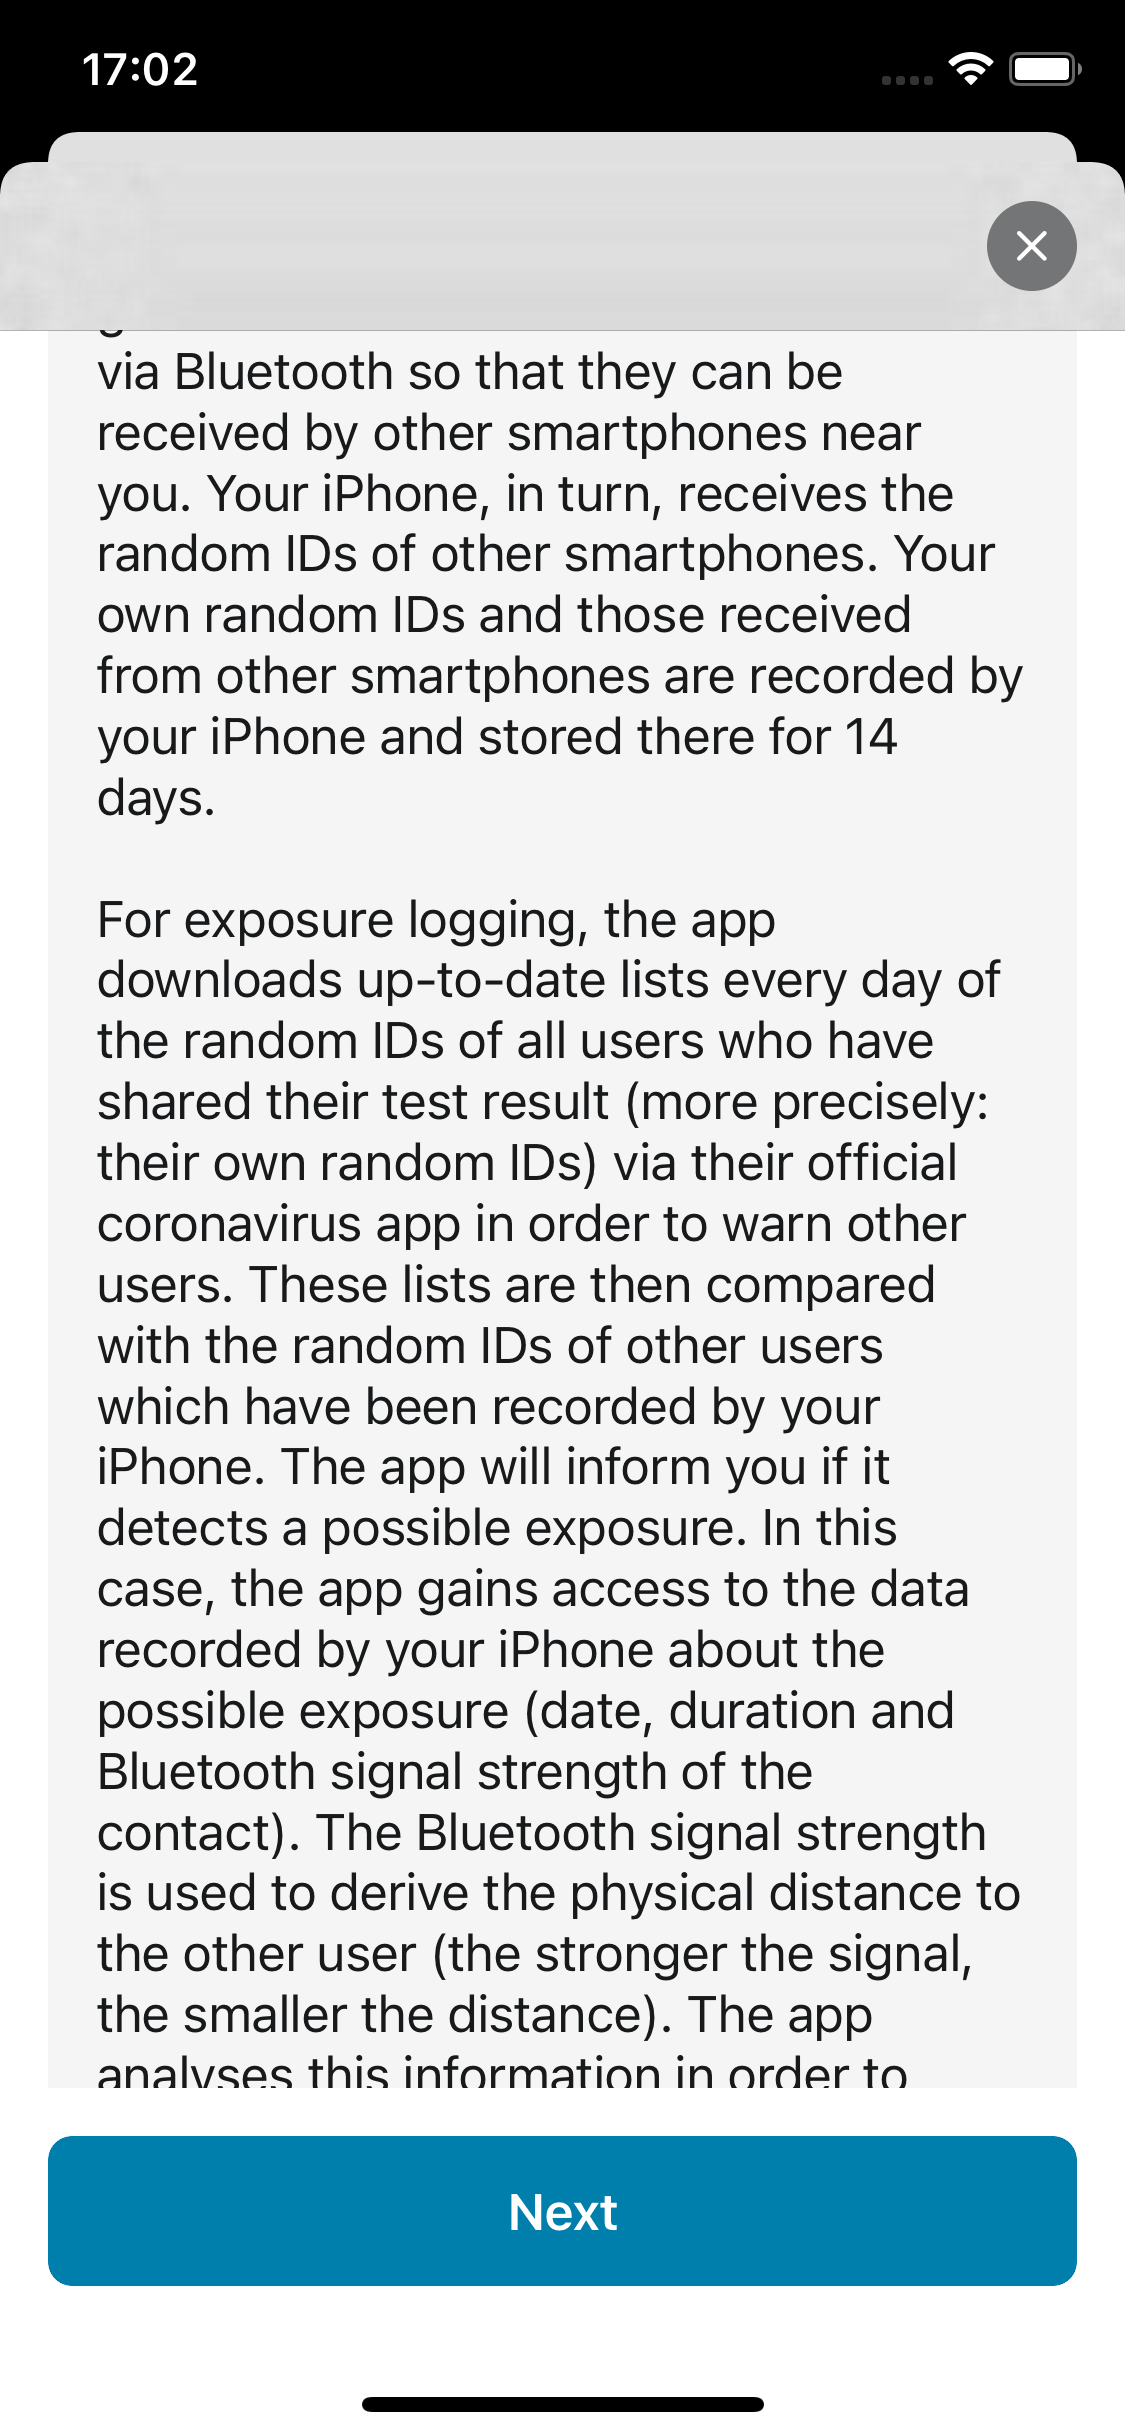 17:02
via Bluetooth so that they can be
received by other smartphones near
you. Your iPhone, in turn, receives the
random IDs of other smartphones. Your
own random IDs and those received
from other smartphones are recorded by
your iPhone and stored there for 14
days.
For exposure logging, the app
downloads up-to-date lists every day of
the random IDs of all users who have
shared their test result (more precisely:
their own random IDs) via their official
coronavirus app in order to warn other
users. These lists are then compared
with the random IDs of other users
which have been recorded by your
iPhone. The app will inform you if it
detects a possible exposure. In this
case, the app gains access to the data
recorded by your iPhone about the
possible exposure (date, duration and
Bluetooth signal strength of the
contact). The Bluetooth signal strength
is used to derive the physical distance to
the other user (the stronger the signal,
the smaller the distance). The app
analyses this information in order to
Next